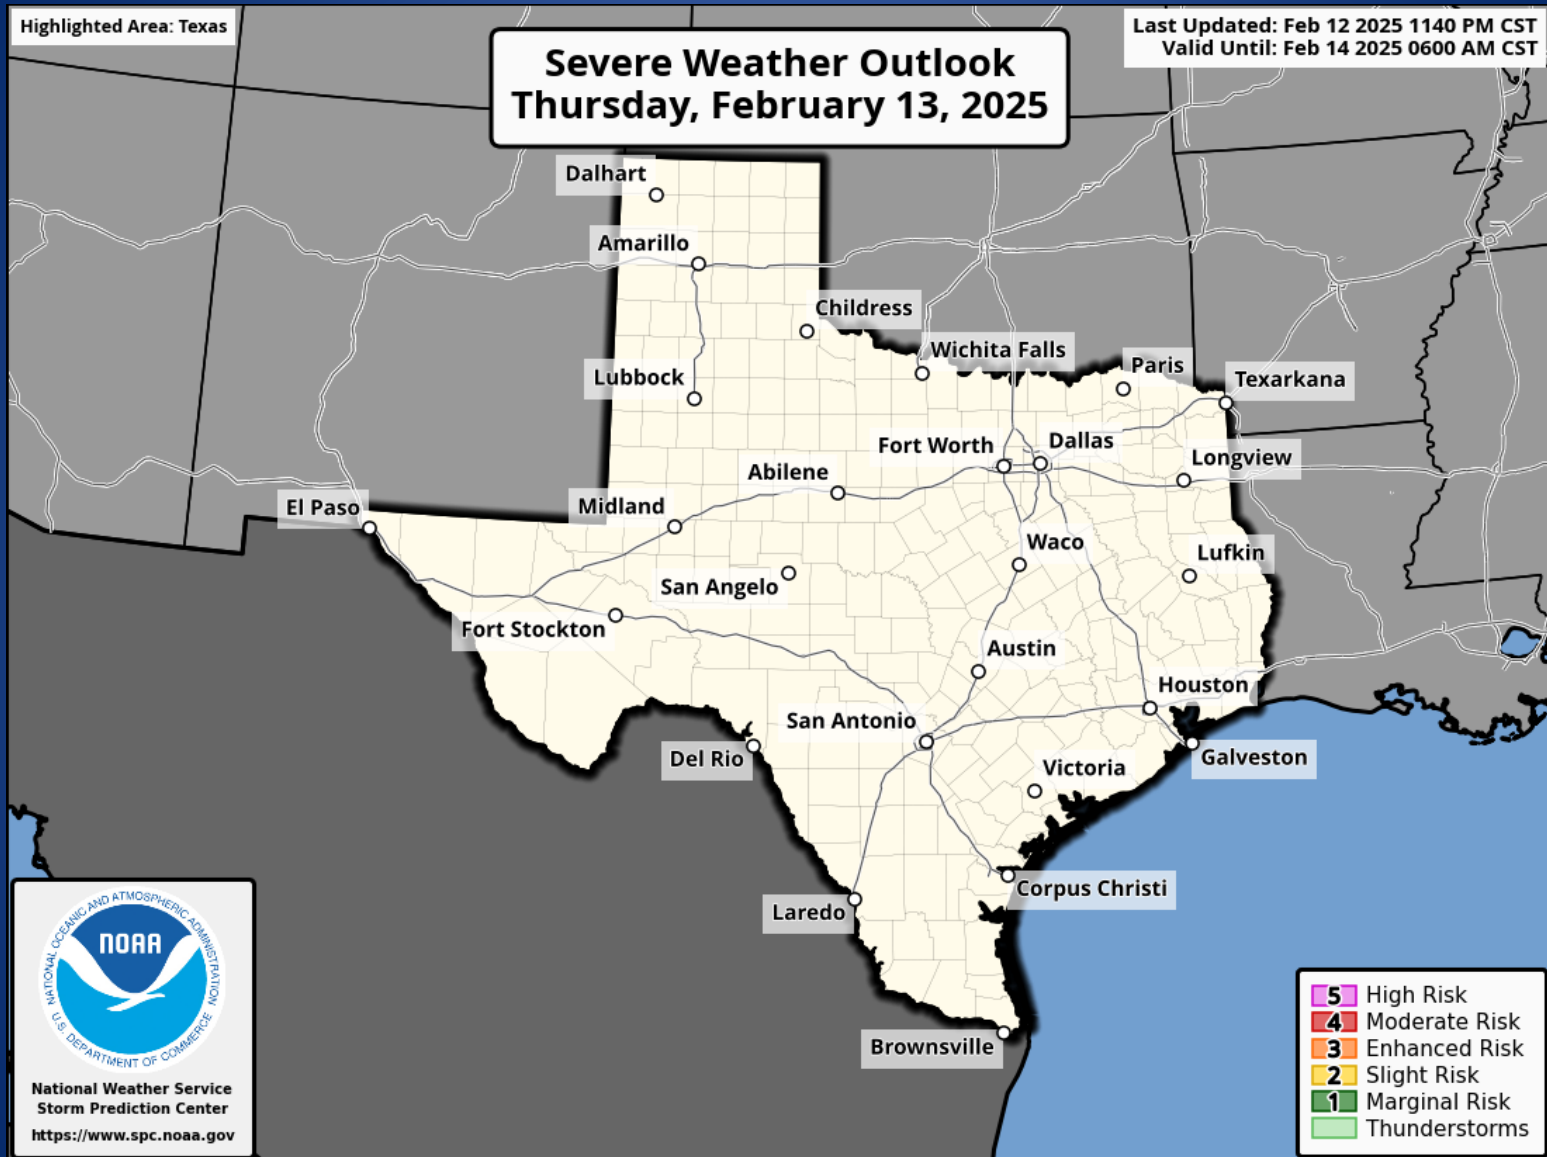 Highlighted Area: Texas
Last Updated: Feb 12 2025 1140 PM CST
Valid Until: Feb 14 2025 0600 AM CST
Severe Weather Outlook
Thursday, February 13, 2025
Dalhart
Amarillo
Childress
Wichita Falls
Paris
Lubbock
Texarkana
Fort Worth
Dallas
Longview
Abilene
El Paso
Midland
Waco
Lufkin
San Angelo
Fort Stockton
Austin
Houston
San Antonio
Del Rio
Galveston
Victoria
Corpus Christi
Laredo
Brownsville
NATIONAL OCEANIC AND ATMOSPHERIC ADMINISTRATION
NOAA
U.S. DEPARTMENT OF COMMERCE
National Weather Service
Storm Prediction Center
https://www.spc.noaa.gov
5 High Risk
4 Moderate Risk
3 Enhanced Risk
2 Slight Risk
1 Marginal Risk
Thunderstorms